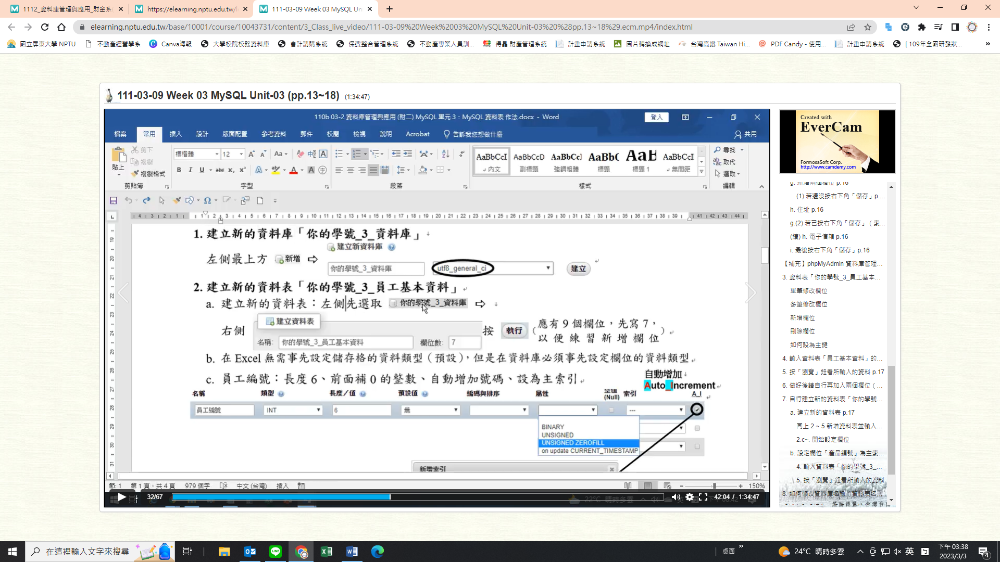 1112_資料庫管理與應用_財金系(
https://elearning.nptu.edu.tw/l
111-03-09 Week 03 MySQL Un
elearning.nptu.edu.tw/base/10001/course/10043731/content/3_Class_live_video/111-03-09%20Week%2003%20MySQL%20Unit-03%20%28pp.13~18%29.ecm.mp4/index.html
國立屏東大學 NPTU
不動產經營學系
Canva海報
大學校院校務資料庫
會計請購系統
保費整合管理系統
不動產專業人員訓...
得晶 財產管理系統
計畫申請系統
圖片轉換成網址
台灣高鐵 Taiwan Hi...
PDF Candy - 使用...
計畫申請系統
[ 109年全國研發狀...
111-03-09 Week 03 MySQL Unit-03 (pp.13~18) (1:34:47)
110b 03-2 資料庫管理與應用 (財二) MySQL 單元 3：MySQL 資料表 作法.docx - Word
登入
檔案 常用 插入 設計 版面配置 參考資料 郵件 校閱 檢視 說明 Acrobat 告訴我您想做什麼 共用
貼上 剪下 複製 複製格式
標楷體 12
AaBbCcI AaBbCcD AaBbCcI AaBbC AaB AaBbCcI
內文 副標題 強調粗體 標題 標題 1 無間距
尋找 取代 選取
剪貼簿 字型 段落 樣式 編輯
1. 建立新的資料庫「你的學號_3_資料庫」
建立新資料庫
左側最上方 新增 ⇨
你的學號_3_資料庫 utf8_general_ci 建立
2. 建立新的資料表「你的學號_3_員工基本資料」
a. 建立新的資料表：左側先選取 你的學號_3_資料庫 ⇨
建立資料表
右側 名稱: 你的學號_3_員工基本資料 欄位數: 7 按 執行 (應有 9 個欄位，先寫 7，
以便練習新增欄位)
b. 在 Excel 無需事先設定儲存格的資料類型（預設），但是在資料庫必須事先設定欄位的資料類型
c. 員工編號：長度 6、前面補 0 的整數、自動增加號碼、設為主索引
自動增加
Auto_Increment
名稱 類型 長度／值 預設值 編碼與排序 屬性 空值 (Null) 索引 A_I
員工編號 INT 6 無 ---
BINARY
UNSIGNED
UNSIGNED ZEROFILL
on update CURRENT_TIMESTAMP
新增索引
節: 1 第 1 頁，共 4 頁 979 個字 中文 (台灣) 插入 150%
32/67 42:04 / 1:34:47
22°C 晴時多雲
Created with
EverCam
FormosaSoft Corp.
http://www.camdemy.com
g. 新增兩個欄位 p.16
(1) 若還沒按右下角「儲存」p....
h. 住址 p.16
g.(2) 若已按右下角「儲存」（索...
(續) h. 電子信箱 p.16
i. 最後按右下角「儲存」p.16
【補充】phpMyAdmin 資料庫管理...
3. 資料表「你的學號_3_員工基本...
單筆修改欄位
多筆修改欄位
新增欄位
刪除欄位
如何設為主鍵
4. 輸入資料表「員工基本資料」的...
5. 按「瀏覽」鈕看所輸入的資料 p.17
6. 做好後請自行再加入兩個欄位（...
7. 自行建立新的資料表「你的學號...
a. 建立新的資料表 p.17
同上 2 ~ 5 新增資料表並輸入...
2.c~. 開始設定欄位
b. 設定欄位「產品編號」為主索...
4. 輸入資料表「你的學號_3_...
5. 按「瀏覽」鈕看所輸入的資料
8. 如何修改資料庫名稱、資料表名...
在這裡輸入文字來搜尋
桌面
24°C 晴時多雲
英
下午 03:38
2023/3/3
4